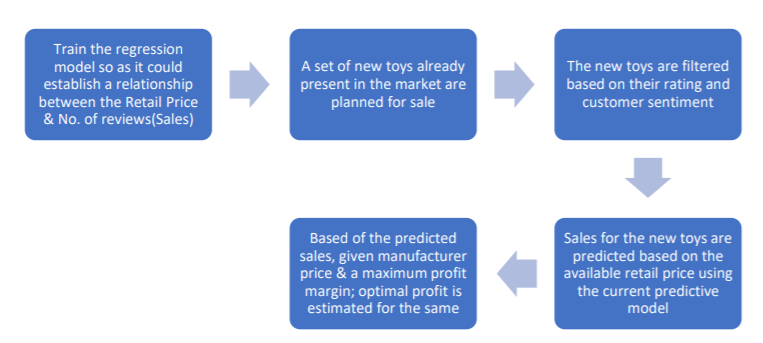 Train the regression
model so as it could
establish a relationship
between the Retail Price
& No. of reviews(Sales)
A set of new toys already
present in the market are
planned for sale
The new toys are filtered
based on their rating and
customer sentiment
Sales for the new toys are
predicted based on the
available retail price using
the current predictive
model
Based of the predicted
sales, given manufacturer
price & a maximum profit
margin; optimal profit is
estimated for the same